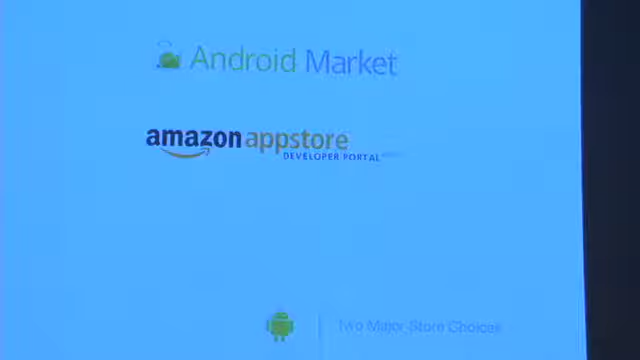 Android Market
amazon appstore
DEVELOPER PORTAL
Two Major Store Choices